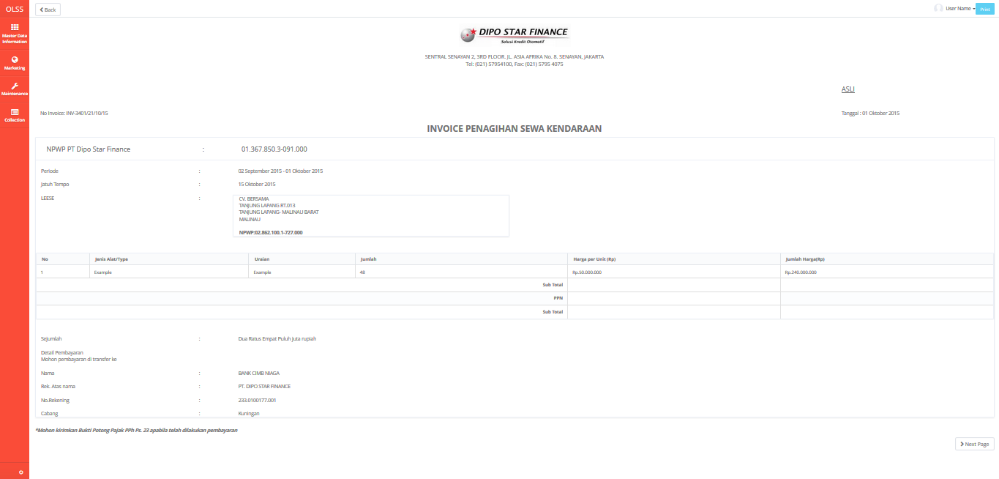 OLSS
Back
User Name
Print
Master Data
Information
Marketing
Maintenance
Collection
DIPO STAR FINANCE
Solusi Kredit Otomotif
SENTRAL SENAYAN 2, 3RD FLOOR. JL. ASIA AFRIKA No. 8. SENAYAN, JAKARTA
Tel: (021) 57954100, Fax: (021) 5795 4075
ASLI
No Invoice: INV-3401/21/10/15
Tanggal : 01 Oktober 2015
INVOICE PENAGIHAN SEWA KENDARAAN
NPWP PT Dipo Star Finance : 01.367.850.3-091.000
Periode : 02 September 2015 - 01 Oktober 2015
Jatuh Tempo : 15 Oktober 2015
LEESE :
CV. BERSAMA
TANJUNG LAPANG RT.013
TANJUNG LAPANG- MALINAU BARAT
MALINAU
NPWP:02.862.100.1-727.000
No Jenis Alat/Type Uraian Jumlah Harga per Unit (Rp) Jumlah Harga(Rp)
1 Example Example 48 Rp.50.000.000 Rp.240.000.000
Sub Total
PPN
Sub Total
Sejumlah : Dua Ratus Empat Puluh juta rupiah
Detail Pembayaran
Mohon pembayaran di transfer ke
Nama : BANK CIMB NIAGA
Rek. Atas nama : PT. DIPO STAR FINANCE
No.Rekening : 233.0100177.001
Cabang : Kuningan
*Mohon kirimkan Bukti Potong Pajak PPh Ps. 23 apabila telah dilakukan pembayaran
Next Page